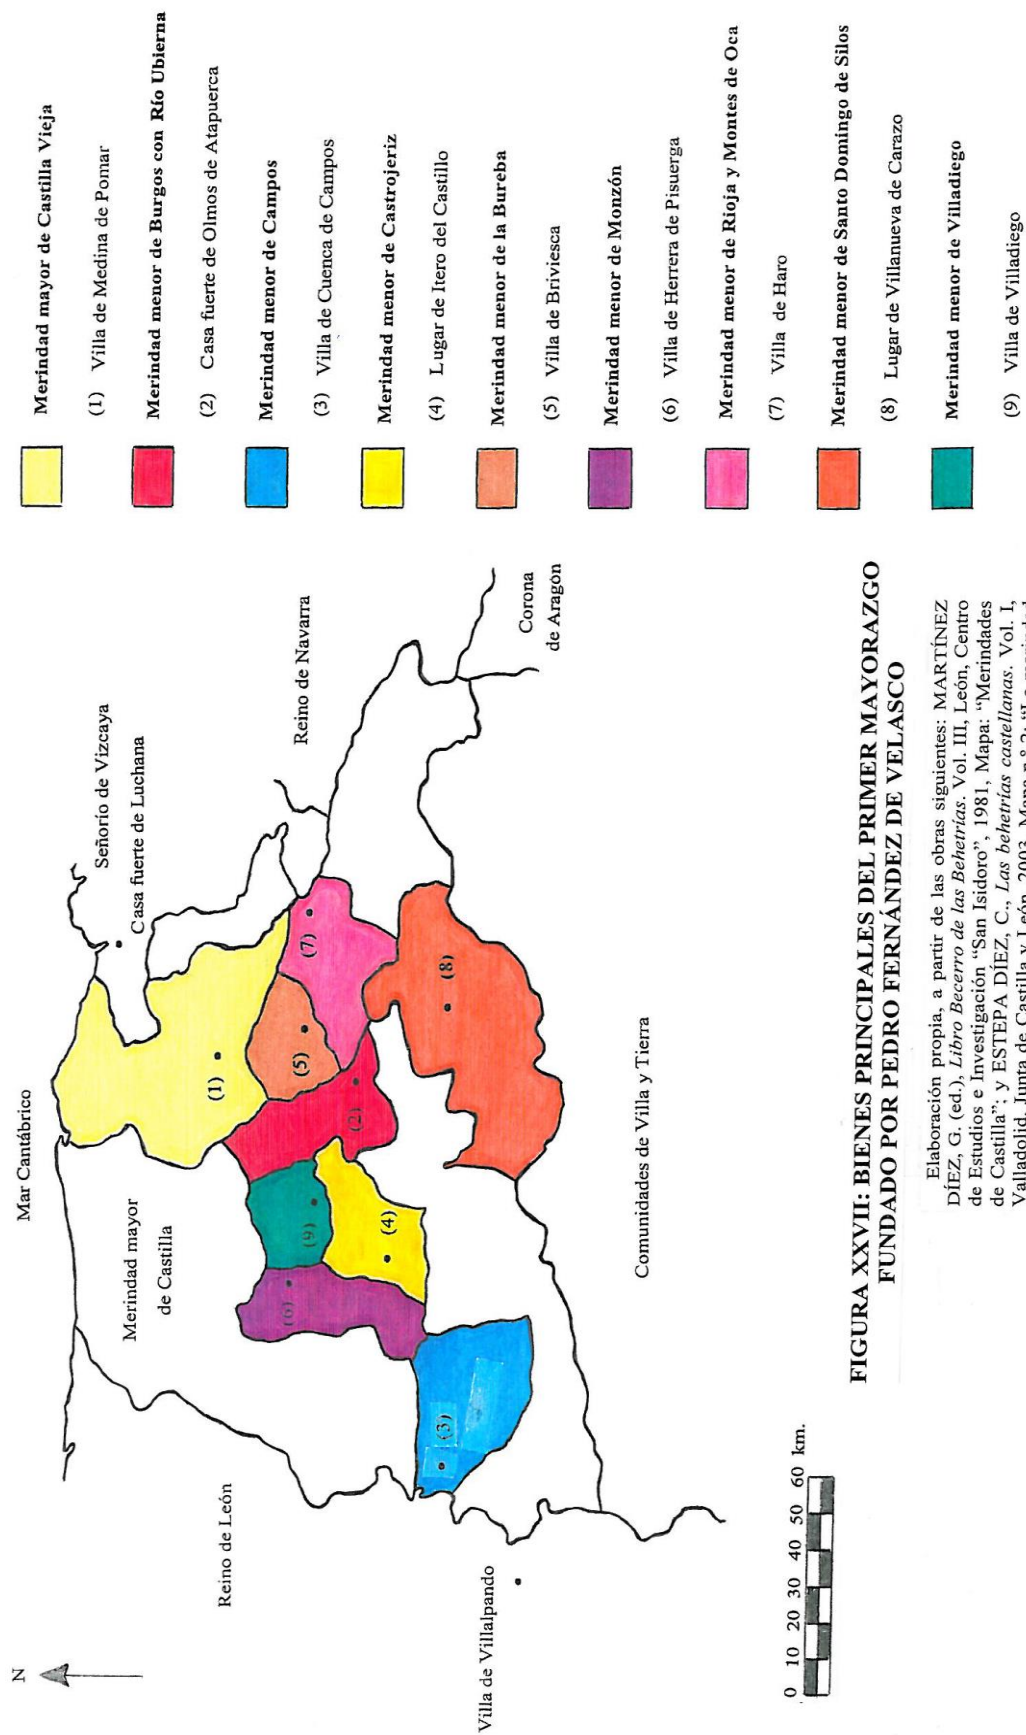 N
Mar Cantábrico
Señorío de Vizcaya
Casa fuerte de Luchana
Merindad mayor
de Castilla
Reino de Navarra
Reino de León
Corona
de Aragón
Villa de Villalpando
Comunidades de Villa y Tierra
(1)
(2)
(3)
(4)
(5)
(6)
(7)
(8)
(9)
0 10 20 30 40 50 60 km.
FIGURA XXVII: BIENES PRINCIPALES DEL PRIMER MAYORAZGO
FUNDADO POR PEDRO FERNÁNDEZ DE VELASCO
Elaboración propia, a partir de las obras siguientes: MARTÍNEZ
DÍEZ, G. (ed.), Libro Becerro de las Behetrías. Vol. III, León, Centro
de Estudios e Investigación “San Isidoro”, 1981, Mapa: “Merindades
de Castilla”; y ESTEPA DÍEZ, C., Las behetrías castellanas. Vol. I,
Valladolid, Junta de Castilla y León, 2003, Mapa n.º 2: “La merindad
Merindad mayor de Castilla Vieja
(1) Villa de Medina de Pomar
Merindad menor de Burgos con Río Ubierna
(2) Casa fuerte de Olmos de Atapuerca
Merindad menor de Campos
(3) Villa de Cuenca de Campos
Merindad menor de Castrojeriz
(4) Lugar de Itero del Castillo
Merindad menor de la Bureba
(5) Villa de Briviesca
Merindad menor de Monzón
(6) Villa de Herrera de Pisuerga
Merindad menor de Rioja y Montes de Oca
(7) Villa de Haro
Merindad menor de Santo Domingo de Silos
(8) Lugar de Villanueva de Carazo
Merindad menor de Villadiego
(9) Villa de Villadiego